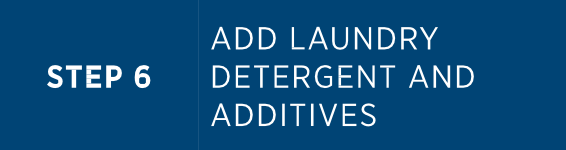 STEP 6
ADD LAUNDRY
DETERGENT AND
ADDITIVES